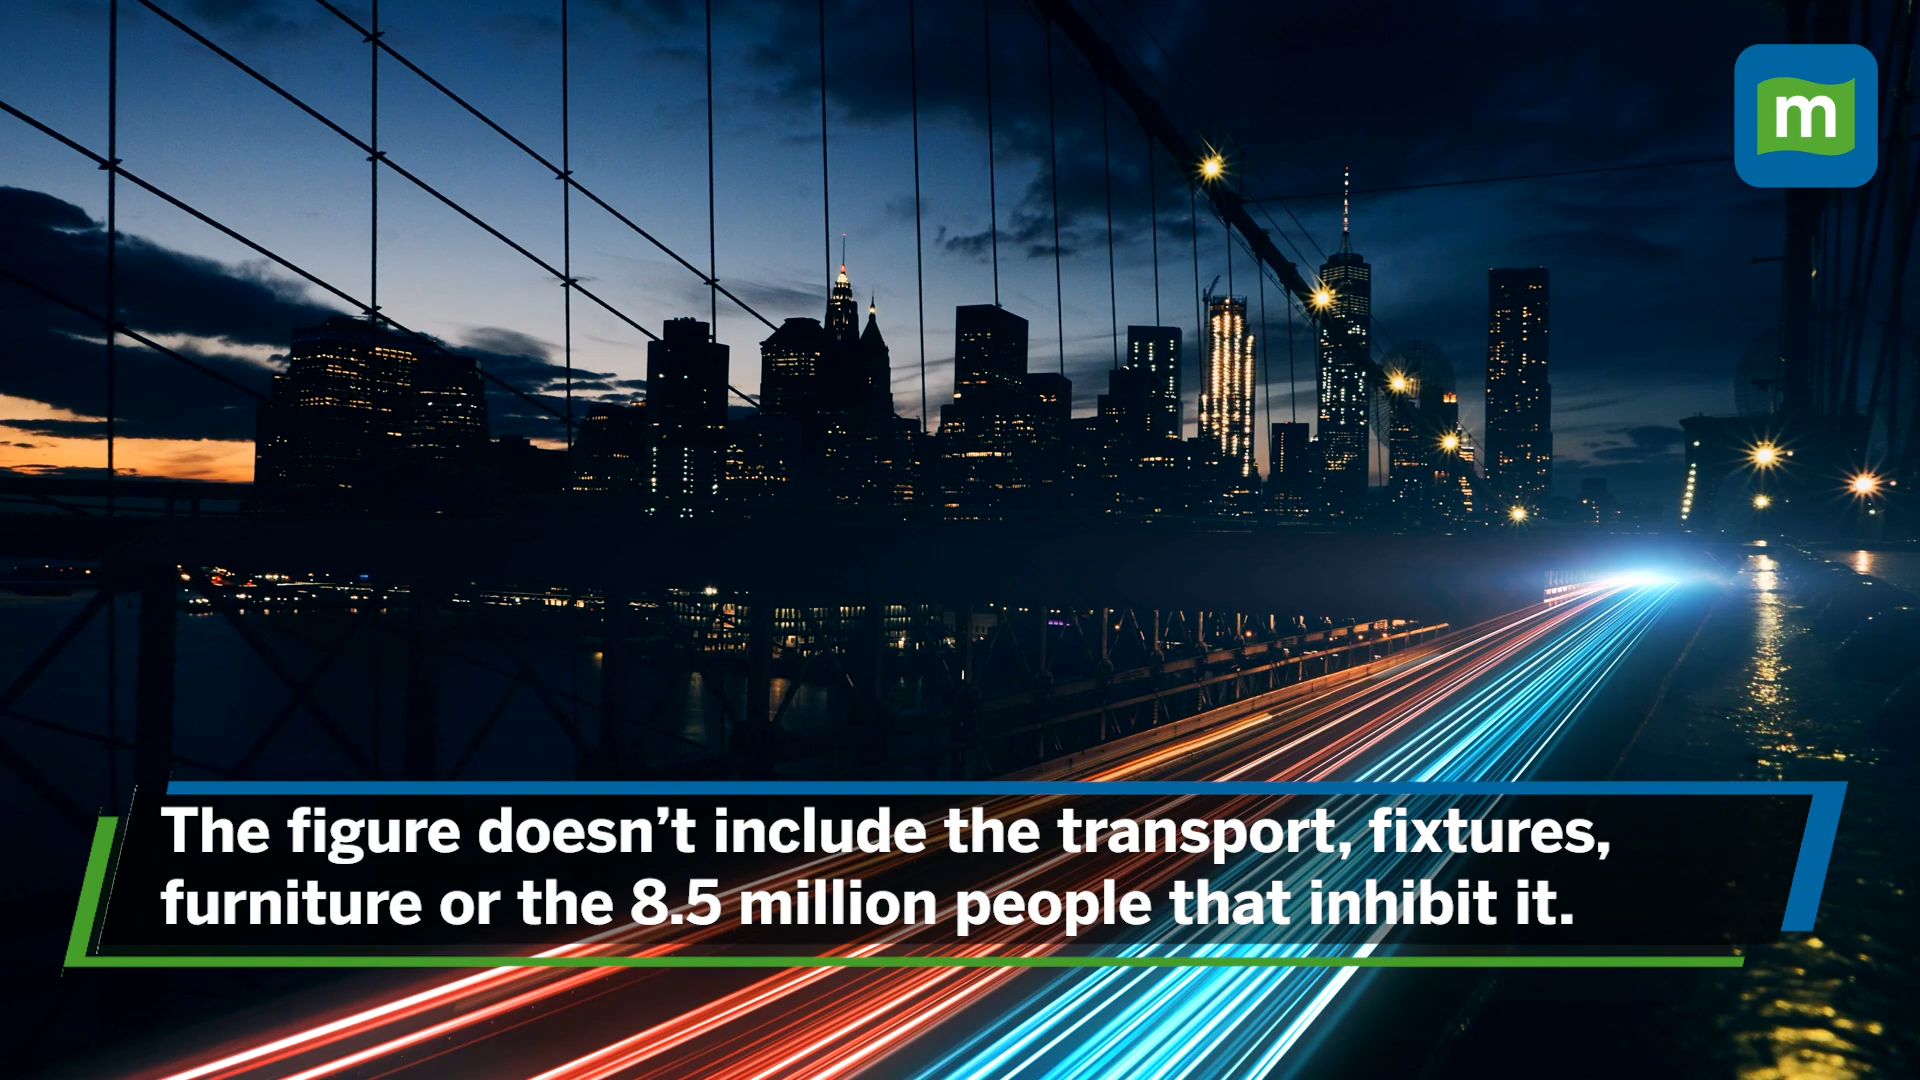 m
The figure doesn’t include the transport, fixtures,
furniture or the 8.5 million people that inhibit it.